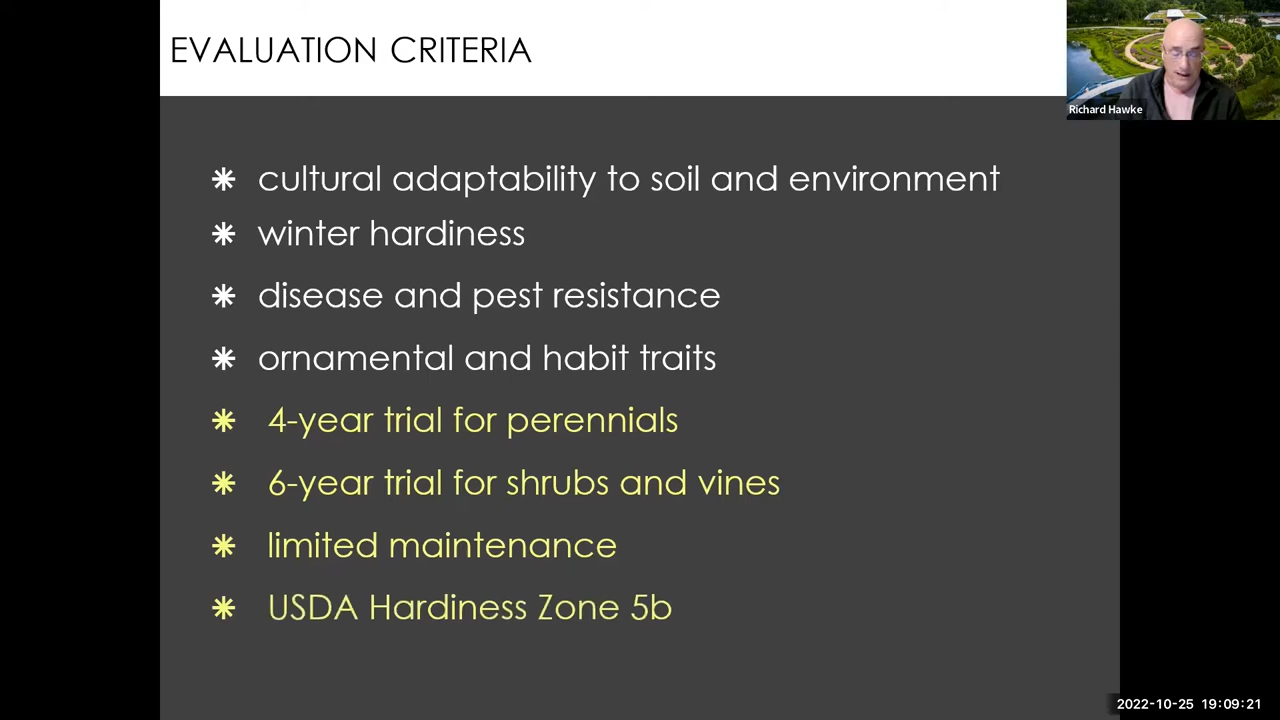 EVALUATION CRITERIA
Richard Hawke
* cultural adaptability to soil and environment
* winter hardiness
* disease and pest resistance
* ornamental and habit traits
* 4-year trial for perennials
* 6-year trial for shrubs and vines
* limited maintenance
* USDA Hardiness Zone 5b
2022-10-25 19:09:21